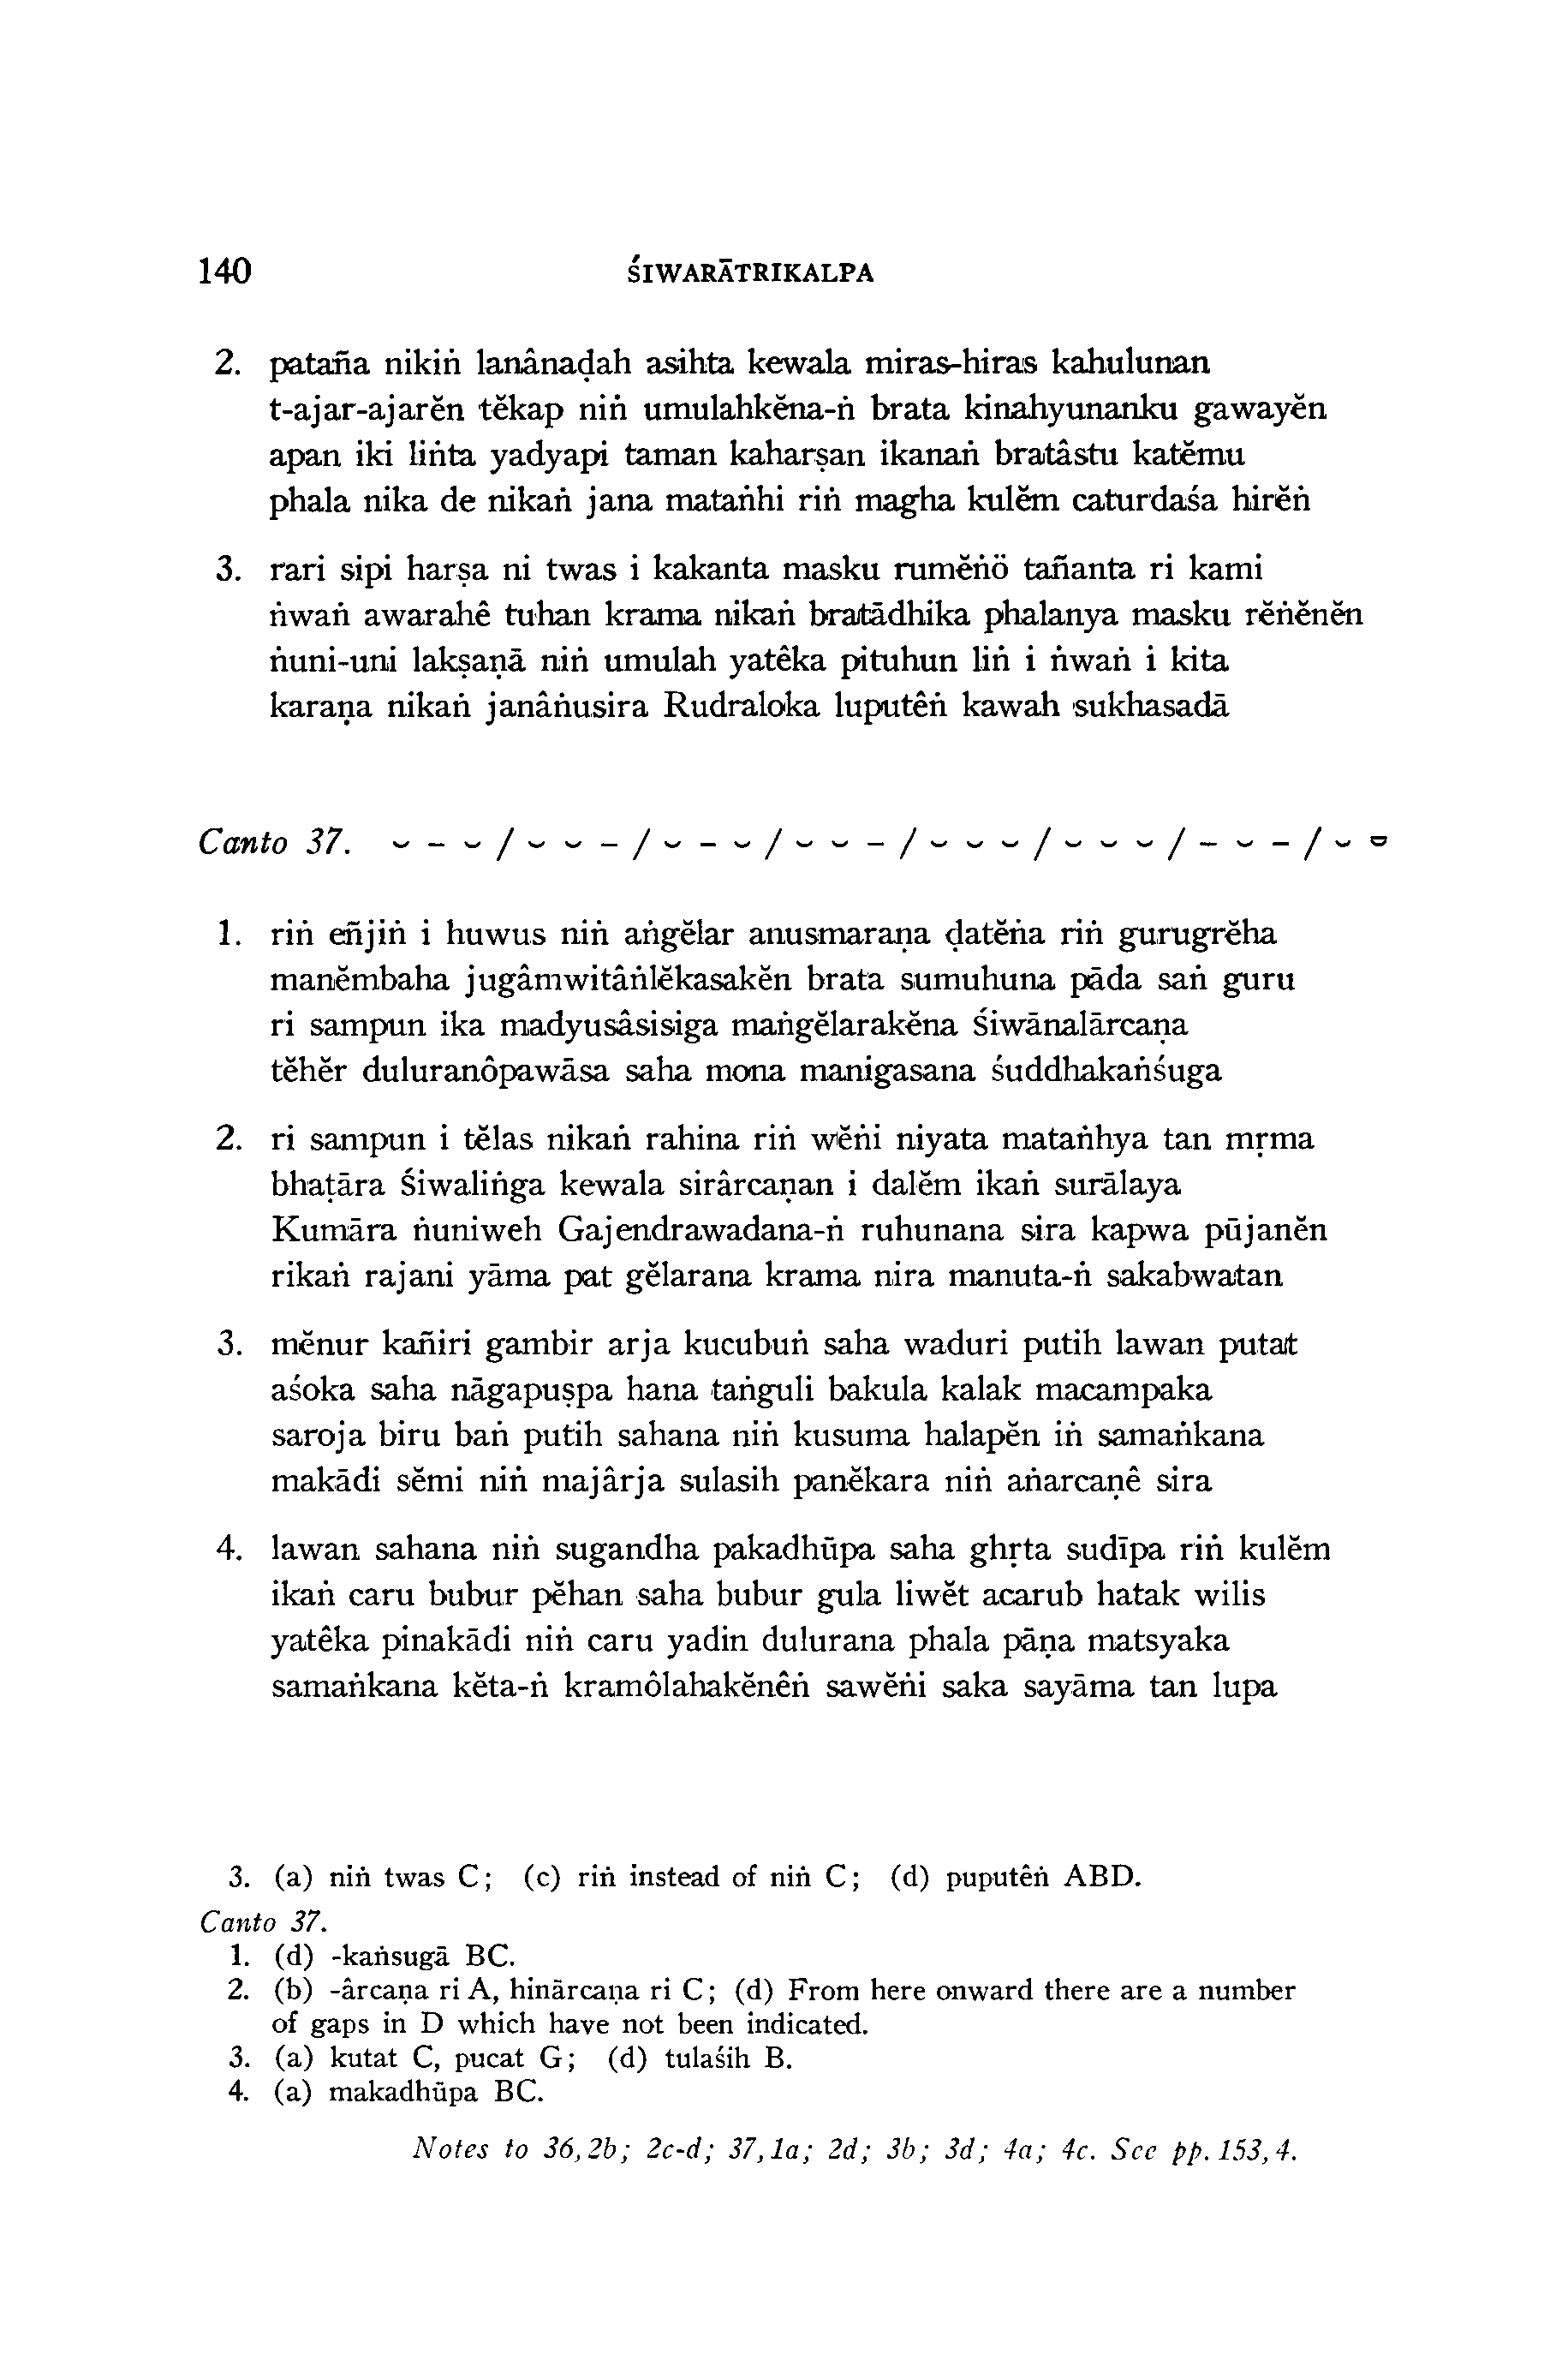 140 ŚIWARĀTRIKALPA
2. pataña nikiṅ lanânaḍah asihta kewala miras-hiras kahulunan
t-ajar-ajarĕn tĕkap niṅ umulahkĕna-ṅ brata kinahyunanku gawayĕn
apan iki liṅta yadyapi taman kaharṣan ikanaṅ bratâstu katĕmu
phala nika de nikaṅ jana mataṅhi riṅ magha kulĕm caturdaśa hirĕṅ
3. rari sipi harṣa ni twas i kakanta masku rumĕṅö tañanta ri kami
ṅwaṅ awarahê tuhan krama nikaṅ bratādhika phalanya masku rĕṅĕnĕn
ṅuni-uni lakṣaṇā niṅ umulah yatêka pituhun liṅ i ṅwaṅ i kita
karaṇa nikaṅ janâṅusira Rudraloka luputêṅ kawah sukhasadā
Canto 37. ⏑ – ⏑ / ⏑ ⏑ – / ⏑ – ⏑ / ⏑ ⏑ – / ⏑ ⏑ ⏑ / ⏑ ⏑ ⏑ / – ⏑ – / ⏑ ⏓
1. riṅ eñjiṅ i huwus niṅ aṅgĕlar anusmaraṇa ḍatĕṅa riṅ gurugrĕha
manĕmbaha jugâmwitâṅlĕkasakĕn brata sumuhuna pāda saṅ guru
ri sampun ika madyusâsisiga maṅgĕlarakĕna śiwānalārcaṇa
tĕhĕr duluranôpawāsa saha mona manigasana śuddhakaṅśuga
2. ri sampun i tĕlas nikaṅ rahina riṅ wĕṅi niyata mataṅhya tan mṛma
bhaṭāra śiwaliṅga kewala sirârcaṇan i dalĕm ikaṅ surālaya
Kumāra ṅuniweh Gajendrawadana-ṅ ruhunana sira kapwa pūjanĕn
rikaṅ rajani yāma pat gĕlarana krama nira manuta-ṅ sakabwatan
3. mĕnur kañiri gambir arja kucubuṅ saha waduri putih lawan putat
aśoka saha nāgapuṣpa hana taṅguli bakula kalak macampaka
saroja biru baṅ putih sahana niṅ kusuma halapĕn iṅ samaṅkana
makādi sĕmi niṅ majârja sulasih panĕkara niṅ aṅarcaṇê sira
4. lawan sahana niṅ sugandha pakadhūpa saha ghṛta sudīpa riṅ kulĕm
ikaṅ caru bubur pĕhan saha bubur gula liwĕt acarub hatak wilis
yatêka pinakādi niṅ caru yadin dulurana phala pāṇa matsyaka
samaṅkana kĕta-ṅ kramôlahakĕnêṅ sawĕṅi saka sayāma tan lupa
3. (a) niṅ twas C; (c) riṅ instead of niṅ C; (d) puputêṅ ABD.
Canto 37.
1. (d) -kaṅsugā BC.
2. (b) -ârcaṇa ri A, hinārcaṇa ri C; (d) From here onward there are a number
of gaps in D which have not been indicated.
3. (a) kutat C, pucat G; (d) tulaśih B.
4. (a) makadhūpa BC.
Notes to 36,2b; 2c-d; 37,1a; 2d; 3b; 3d; 4a; 4c. See pp. 153,4.